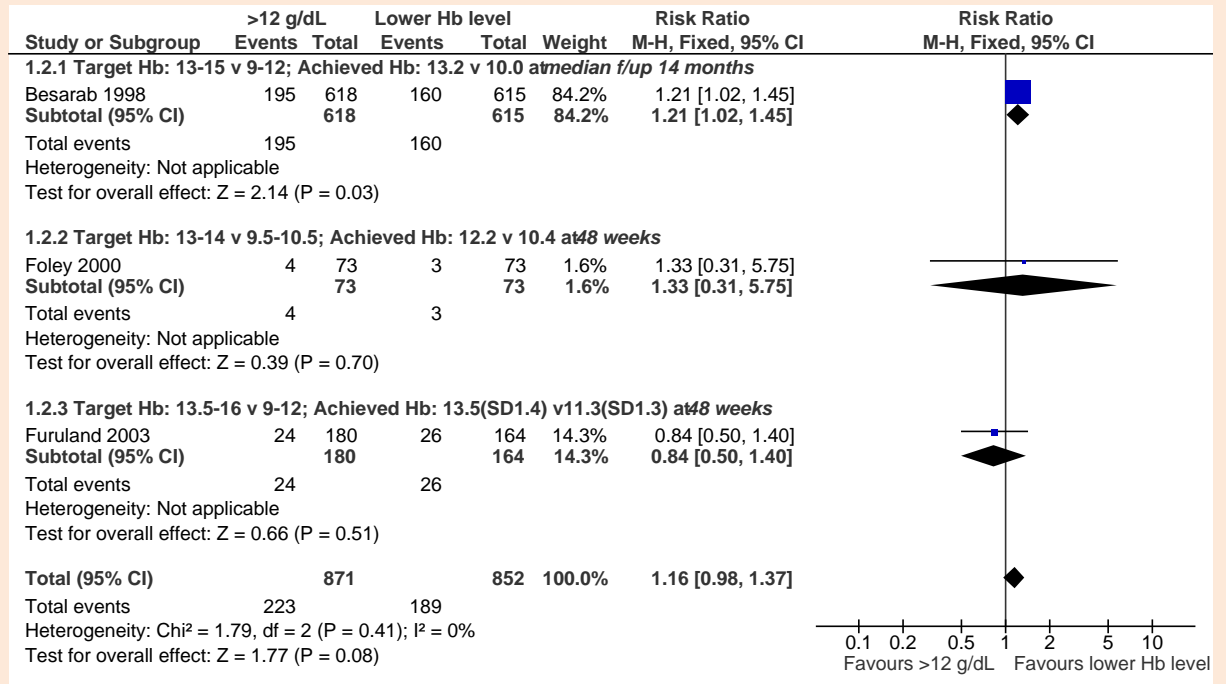 >12 g/dL Lower Hb level Risk Ratio Risk Ratio
Study or Subgroup Events Total Events Total Weight M-H, Fixed, 95% CI M-H, Fixed, 95% CI
1.2.1 Target Hb: 13-15 v 9-12; Achieved Hb: 13.2 v 10.0 at median f/up 14 months
Besarab 1998 195 618 160 615 84.2% 1.21 [1.02, 1.45]
Subtotal (95% CI) 618 615 84.2% 1.21 [1.02, 1.45]
Total events 195 160
Heterogeneity: Not applicable
Test for overall effect: Z = 2.14 (P = 0.03)
1.2.2 Target Hb: 13-14 v 9.5-10.5; Achieved Hb: 12.2 v 10.4 at 48 weeks
Foley 2000 4 73 3 73 1.6% 1.33 [0.31, 5.75]
Subtotal (95% CI) 73 73 1.6% 1.33 [0.31, 5.75]
Total events 4 3
Heterogeneity: Not applicable
Test for overall effect: Z = 0.39 (P = 0.70)
1.2.3 Target Hb: 13.5-16 v 9-12; Achieved Hb: 13.5(SD1.4) v11.3(SD1.3) at 48 weeks
Furuland 2003 24 180 26 164 14.3% 0.84 [0.50, 1.40]
Subtotal (95% CI) 180 164 14.3% 0.84 [0.50, 1.40]
Total events 24 26
Heterogeneity: Not applicable
Test for overall effect: Z = 0.66 (P = 0.51)
Total (95% CI) 871 852 100.0% 1.16 [0.98, 1.37]
Total events 223 189
Heterogeneity: Chi² = 1.79, df = 2 (P = 0.41); I² = 0%
Test for overall effect: Z = 1.77 (P = 0.08)
0.1 0.2 0.5 1 2 5 10
Favours >12 g/dL Favours lower Hb level